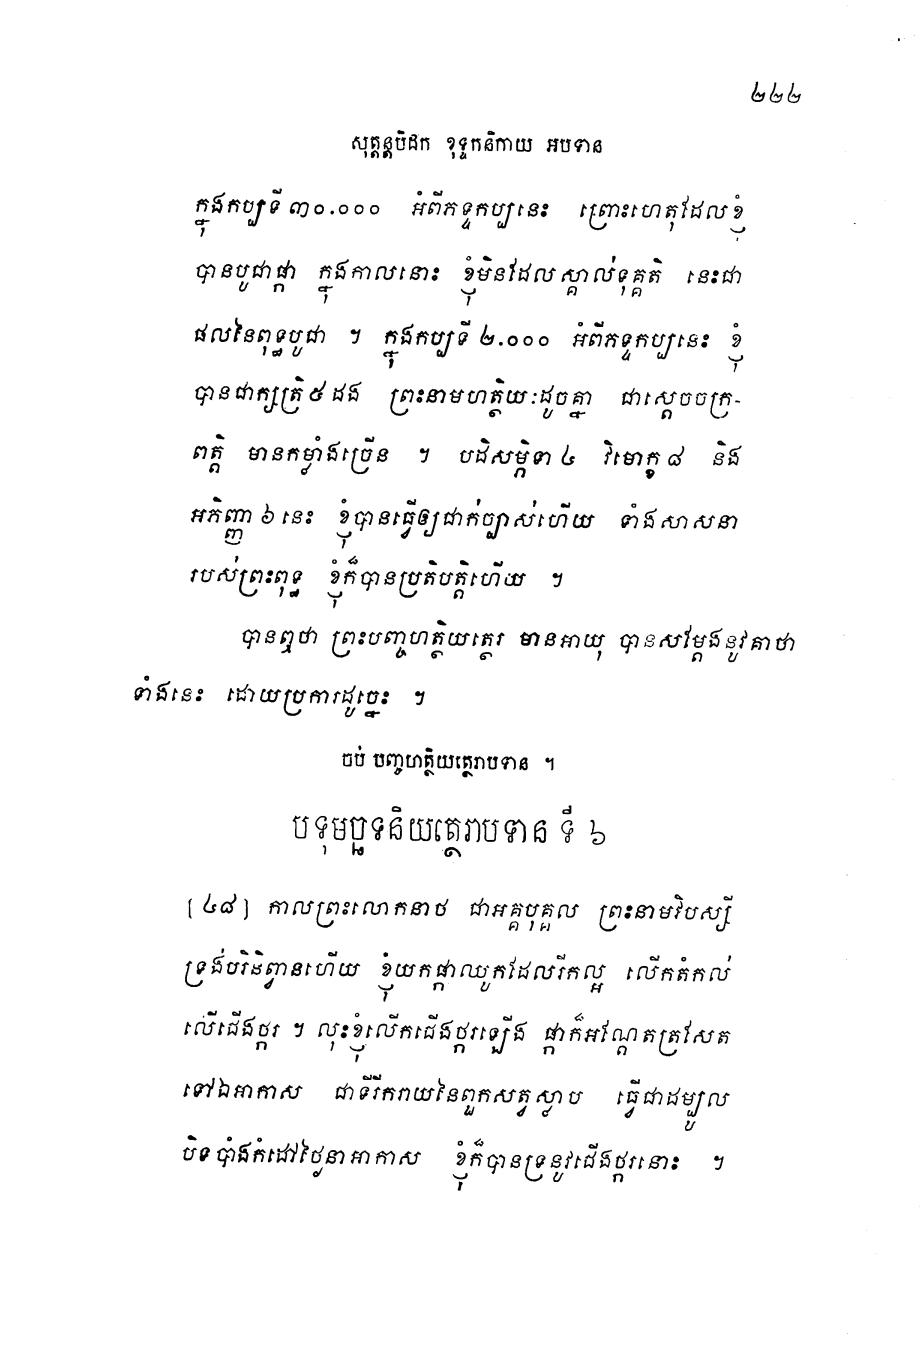 ២២២
សុត្តន្តបិដក ខុទ្ទកនិកាយ អបទាន
ក្នុងកប្បទី ៣០.០០០ អំពីភទ្ទកប្បនេះ ព្រោះហេតុដែលខ្ញុំ
បានបូជាផ្កា ក្នុងកាលនោះ ខ្ញុំមិនដែលស្គាល់ទុគ្គតិ នេះជា
ផលនៃពុទ្ធបូជា ។ ក្នុងកប្បទី ២.០០០ អំពីភទ្ទកប្បនេះ ខ្ញុំ
បានជាក្សត្រិ ៥ ដង ព្រះនាមហត្ថិយៈដូចគ្នា ជាស្តេចចក្រ-
ពត្តិ មានកម្លាំងច្រើន ។ បដិសម្ភិទា ៤ វិមោក្ខ ៨ និង
អភិញ្ញា ៦ នេះ ខ្ញុំបានធ្វើឲ្យជាក់ច្បាស់ហើយ ទាំងសាសនា
របស់ព្រះពុទ្ធ ខ្ញុំក៏បានប្រតិបត្តិហើយ ។
បានឮថា ព្រះបញ្ចហត្ថិយត្ថេរ មានអាយុ បានសម្តែងនូវគាថា
ទាំងនេះ ដោយប្រការដូច្នេះ ។
ចប់ បញ្ចហត្ថិយត្ថេរាបទាន ។
បទុមច្ឆទនិយត្ថេរាបទាន ទី ៦
[៤៨] កាលព្រះលោកនាថ ជាអគ្គបុគ្គល ព្រះនាមវិបស្សី
ទ្រង់បរិនិព្វានហើយ ខ្ញុំយកផ្កាឈូកដែលរីកល្អ លើកតំកល់
លើជើងថ្ករ ។ លុះខ្ញុំលើកជើងថ្ករឡើង ផ្កាក៏អណ្តែតត្រសែត
ទៅឯអាកាស ជាទីរីករាយនៃពួកសត្វស្លាប ធ្វើជាដម្បូល
បិទបាំងកំដៅថ្ងៃនាអាកាស ខ្ញុំក៏បានទ្រនូវជើងថ្ករនោះ ។